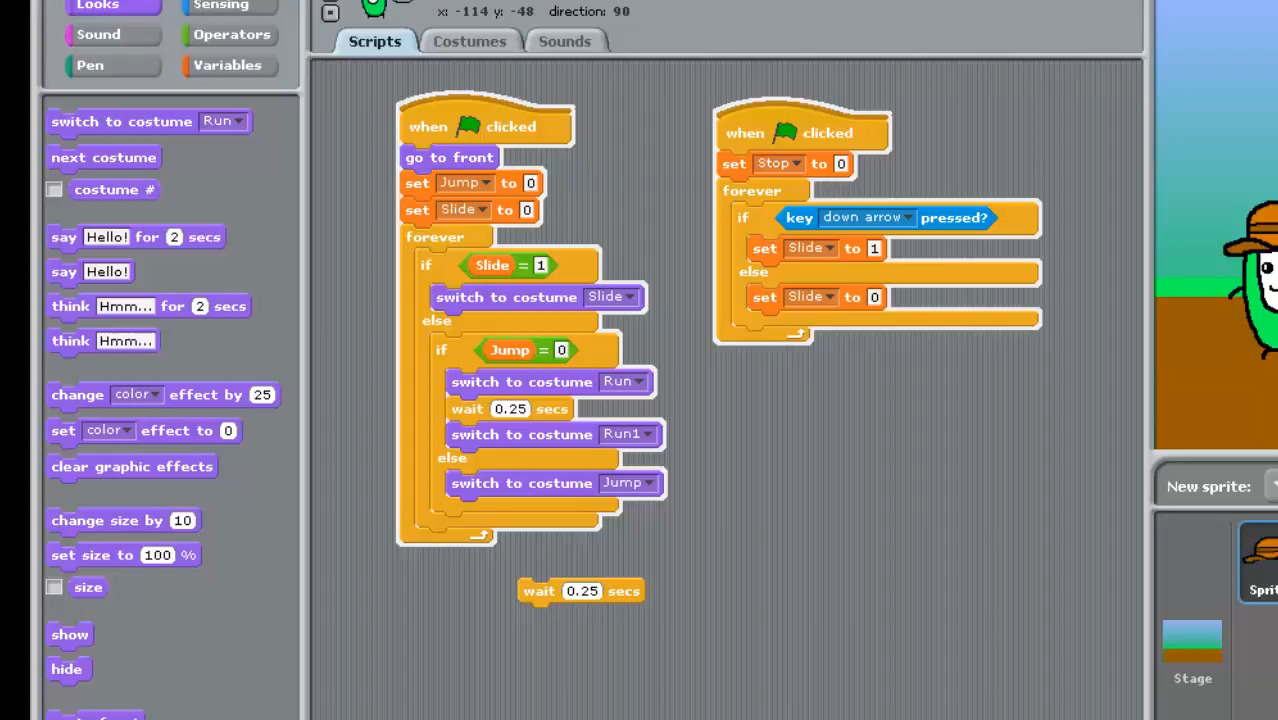 Looks
Sensing
Sound
Operators
Pen
Variables
x: -114 y: -48 direction: 90
Scripts
Costumes
Sounds
switch to costume Run
next costume
costume #
say Hello! for 2 secs
say Hello!
think Hmm... for 2 secs
think Hmm...
change color effect by 25
set color effect to 0
clear graphic effects
change size by 10
set size to 100 %
size
show
hide
when clicked
go to front
set Jump to 0
set Slide to 0
forever
if Slide = 1
switch to costume Slide
else
if Jump = 0
switch to costume Run
wait 0.25 secs
switch to costume Run1
else
switch to costume Jump
wait 0.25 secs
when clicked
set Stop to 0
forever
if key down arrow pressed?
set Slide to 1
else
set Slide to 0
New sprite:
Stage